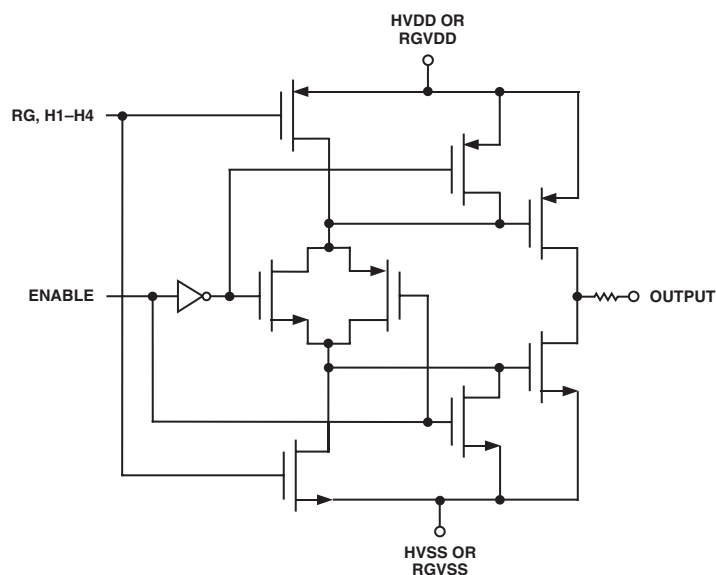 HVDD OR
RGVDD
RG, H1–H4
ENABLE
OUTPUT
HVSS OR
RGVSS